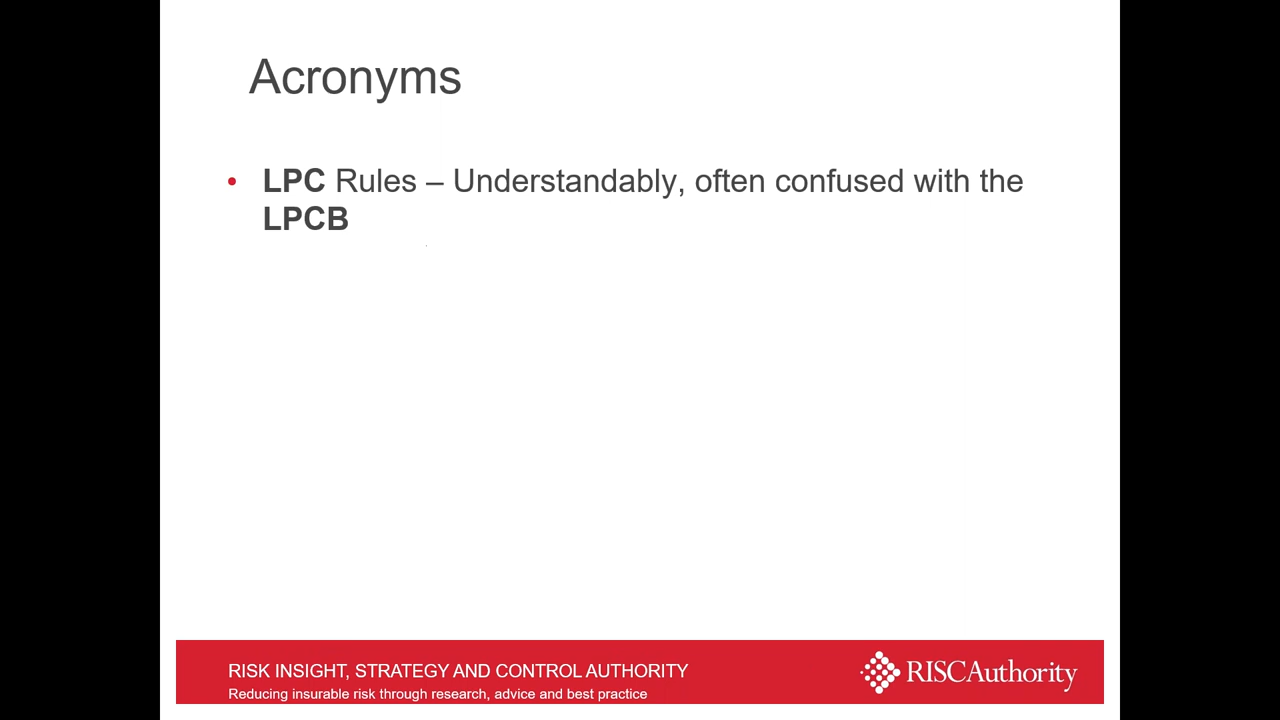 Acronyms
• LPC Rules – Understandably, often confused with the
LPCB
RISK INSIGHT, STRATEGY AND CONTROL AUTHORITY
Reducing insurable risk through research, advice and best practice
RISCAuthority